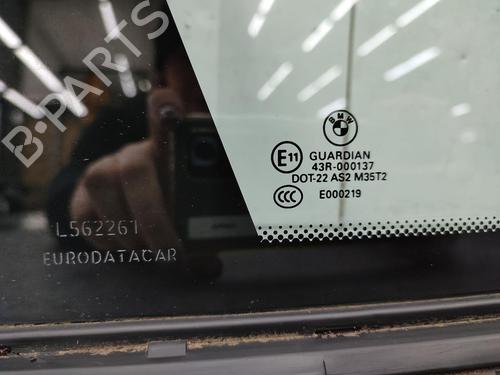 B-PARTS
BMW
E11
GUARDIAN
43R-000137
DOT-22 AS2 M35T2
CCC
E000219
L562261
EURODATACAR